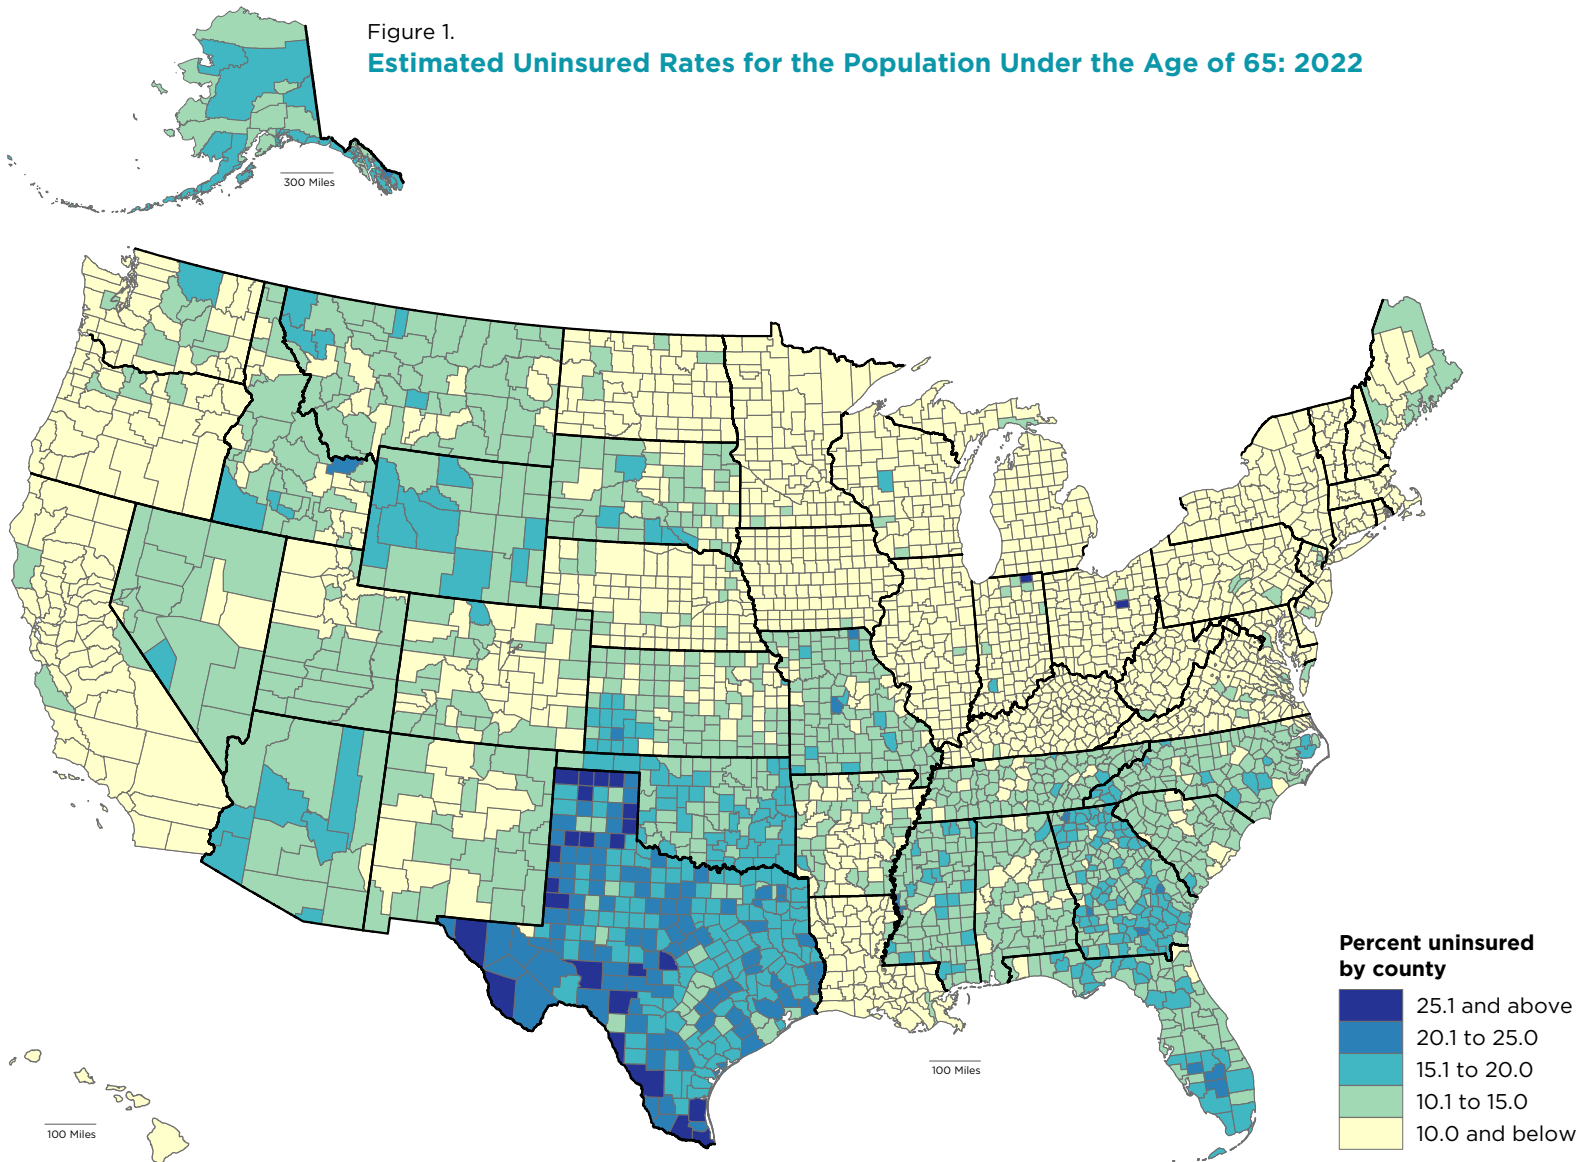 Figure 1.
Estimated Uninsured Rates for the Population Under the Age of 65: 2022
300 Miles
Percent uninsured
by county
25.1 and above
20.1 to 25.0
15.1 to 20.0
10.1 to 15.0
10.0 and below
100 Miles
100 Miles